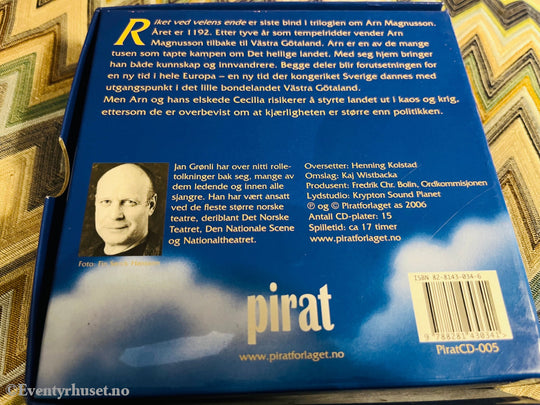 Riket ved veiens ende er siste bind i trilogien om Arn Magnusson.
Året er 1192. Etter tyve år som tempelridder vender Arn
Magnusson tilbake til Västra Götaland. Arn er en av de mange
tusen som tapte kampen om Det hellige landet. Med seg hjem bringer
han både kunnskap og innvandrere. Begge deler blir forutsetningen for
en ny tid i hele Europa – en ny tid der kongeriket Sverige dannes med
utgangspunkt i det lille bondelandet Västra Götaland.
Men Arn og hans elskede Cecilia risikerer å styrte landet ut i kaos og krig,
ettersom de er overbevist om at kjærligheten er større enn politikken.
Jan Grønli har over nitti rolle-
tolkninger bak seg, mange av
dem ledende og innen alle
sjangre. Han har vært ansatt
ved de fleste større norske
teatre, deriblant Det Norske
Teatret, Den Nationale Scene
og Nationaltheatret.
Foto:
Oversetter: Henning Kolstad
Omslag: Kaj Wistbacka
Produsent: Fredrik Chr. Bolin, Ordkommisjonen
Lydstudio: Krypton Sound Planet
℗ og © Piratforlaget as 2006
Antall CD-plater: 15
Spilletid: ca 17 timer
www.piratforlaget.no
ISBN 82-8143-034-6
9 788281 430341
PiratCD-005
pirat
www.piratforlaget.no
©Eventyrhuset.no